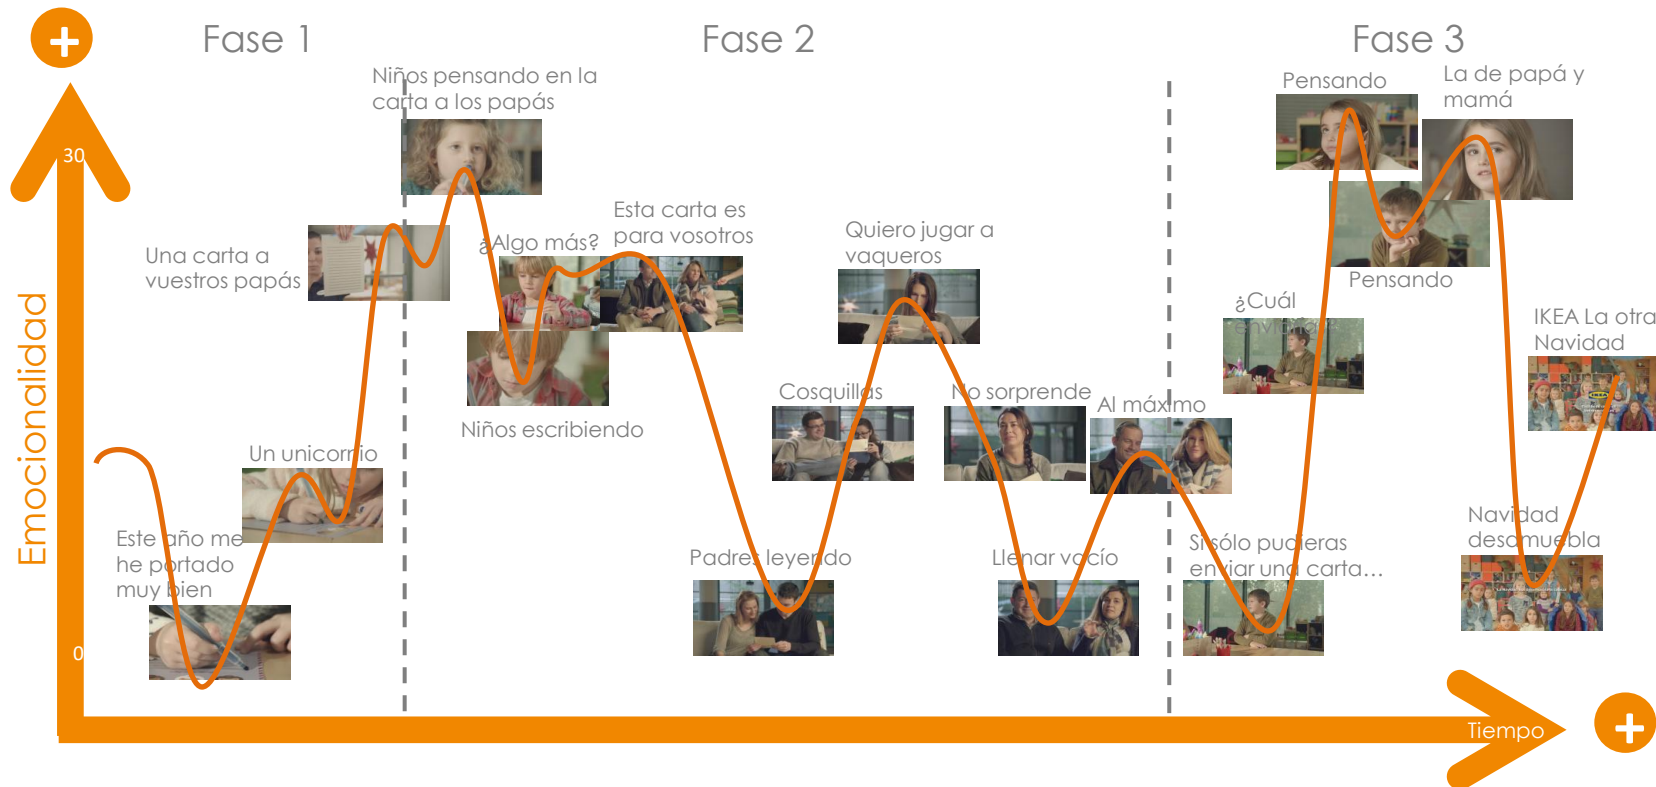 Fase 1
Fase 2
Fase 3
Emocionalidad
30
0
Este año me
he portado
muy bien
Un unicornio
Una carta a
vuestros papás
Niños pensando en la
carta a los papás
¿Algo más?
Niños escribiendo
Esta carta es
para vosotros
Padres leyendo
Cosquillas
Quiero jugar a
vaqueros
No sorprende
Llenar vacío
Al máximo
Si sólo pudieras
enviar una carta…
¿Cuál
Pensando
Pensando
La de papá y
mamá
Navidad
desamuebla
IKEA La otra
Navidad
IKEA
Tiempo